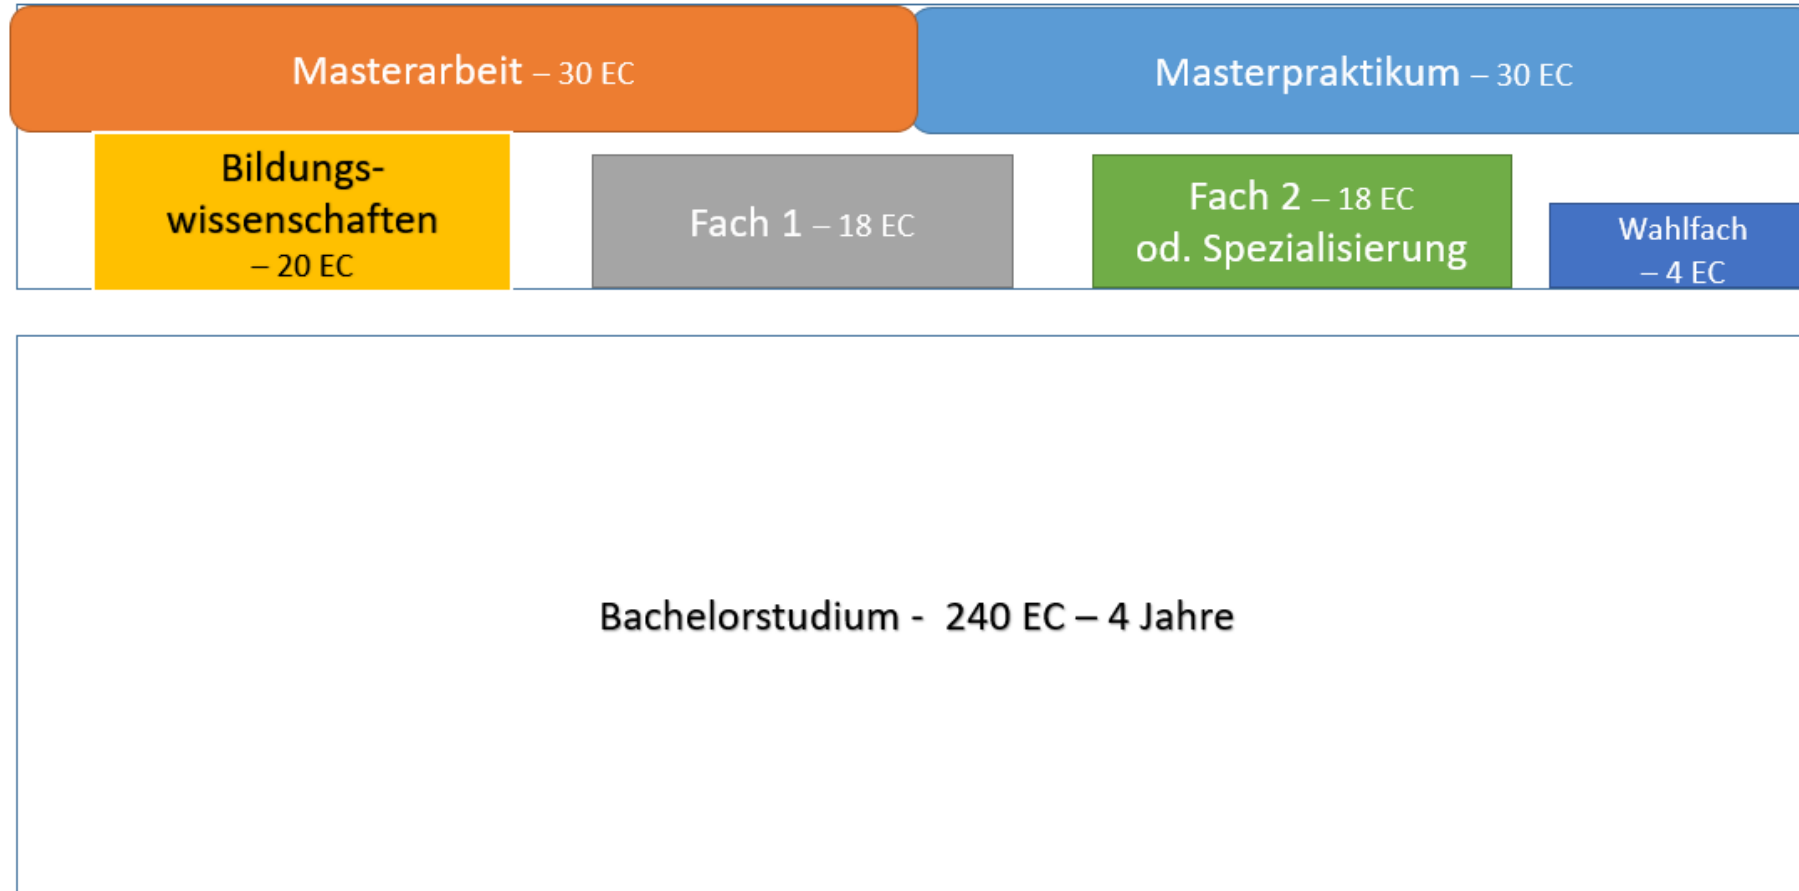 Masterarbeit – 30 EC
Masterpraktikum – 30 EC
Bildungs-
wissenschaften
– 20 EC
Fach 1 – 18 EC
Fach 2 – 18 EC
od. Spezialisierung
Wahlfach
– 4 EC
Bachelorstudium -  240 EC – 4 Jahre